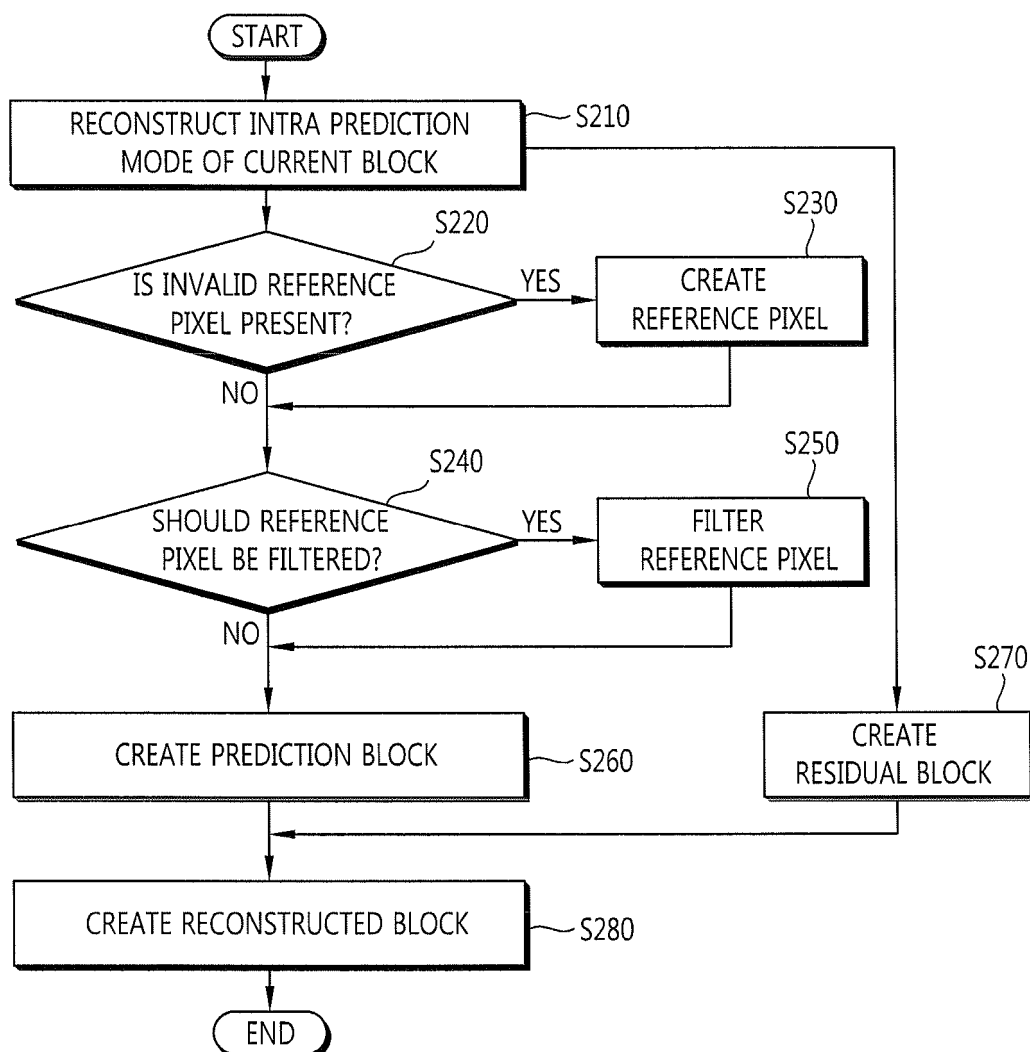 START
RECONSTRUCT INTRA PREDICTION
MODE OF CURRENT BLOCK
S210
S220
IS INVALID REFERENCE
PIXEL PRESENT?
YES
NO
S230
CREATE
REFERENCE PIXEL
S240
SHOULD REFERENCE
PIXEL BE FILTERED?
YES
NO
S250
FILTER
REFERENCE PIXEL
CREATE PREDICTION BLOCK
S260
S270
CREATE
RESIDUAL BLOCK
CREATE RECONSTRUCTED BLOCK
S280
END